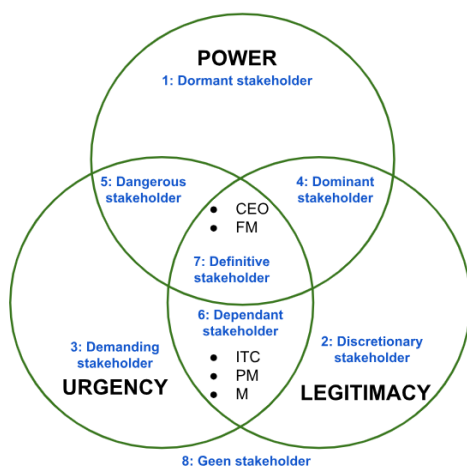 POWER
1: Dormant stakeholder
5: Dangerous
stakeholder
4: Dominant
stakeholder
● CEO
● FM
7: Definitive
stakeholder
6: Dependant
stakeholder
3: Demanding
stakeholder
URGENCY
● ITC
● PM
● M
2: Discretionary
stakeholder
LEGITIMACY
8: Geen stakeholder